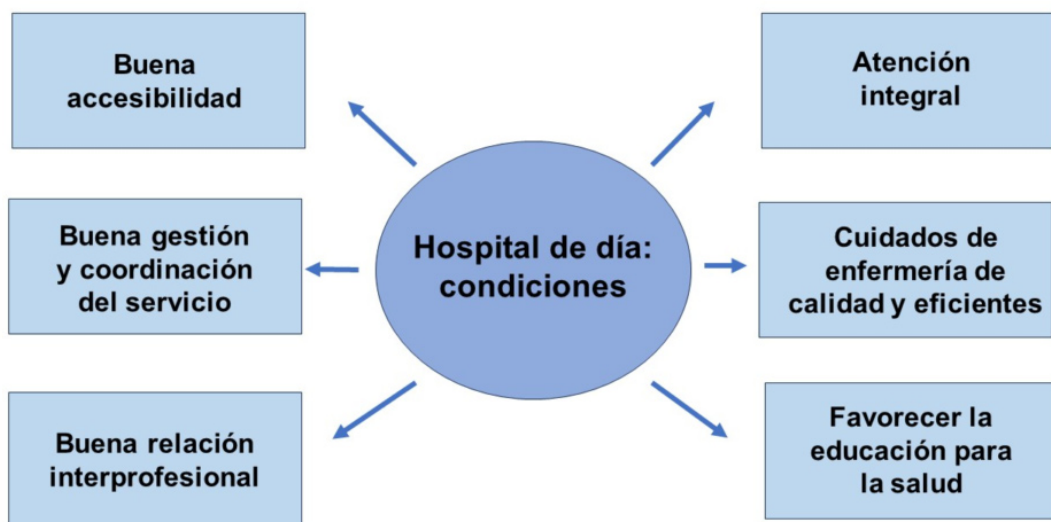 Buena
accesibilidad
Buena gestión
y coordinación
del servicio
Buena relación
interprofesional
Hospital de día:
condiciones
Atención
integral
Cuidados de
enfermería de
calidad y eficientes
Favorecer la
educación para
la salud